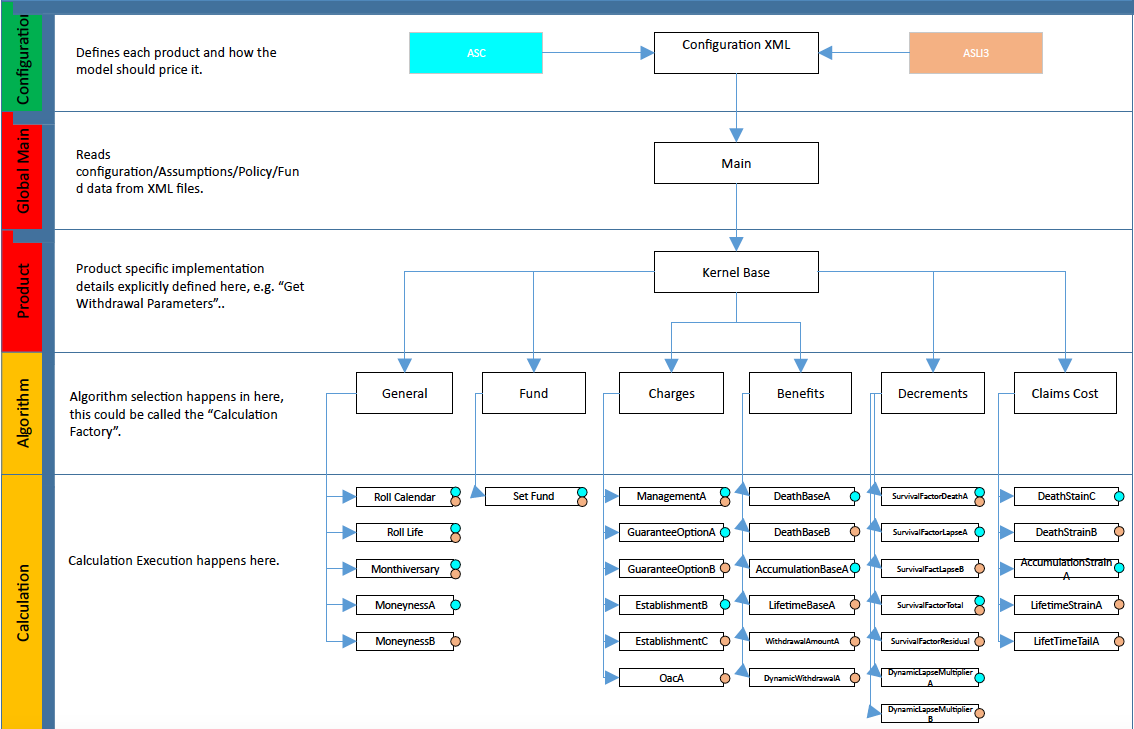 Configuration
Defines each product and how the
model should price it.
ASC
Configuration XML
ASLI3
Global Main
Reads
configuration/Assumptions/Policy/Fun
d data from XML files.
Main
Product
Product specific implementation
details explicitly defined here, e.g. “Get
Withdrawal Parameters”..
Kernel Base
Algorithm
Algorithm selection happens in here,
this could be called the “Calculation
Factory”.
General
Fund
Charges
Benefits
Decrements
Claims Cost
Calculation
Calculation Execution happens here.
Roll Calendar
Roll Life
Monthiversary
MoneynessA
MoneynessB
Set Fund
ManagementA
GuaranteeOptionA
GuaranteeOptionB
EstablishmentB
EstablishmentC
OacA
DeathBaseA
DeathBaseB
AccumulationBaseA
LifetimeBaseA
WithdrawalAmountA
DynamicWithdrawalA
SurvivalFactorDeathA
SurvivalFactorLapseA
SurvivalFactLapseB
SurvivalFactorTotal
SurvivalFactorResidual
DynamicLapseMultiplier
A
DynamicLapseMultiplier
B
DeathStainC
DeathStrainB
AccumulationStrain
A
LifetimeStrainA
LifetTimeTailA